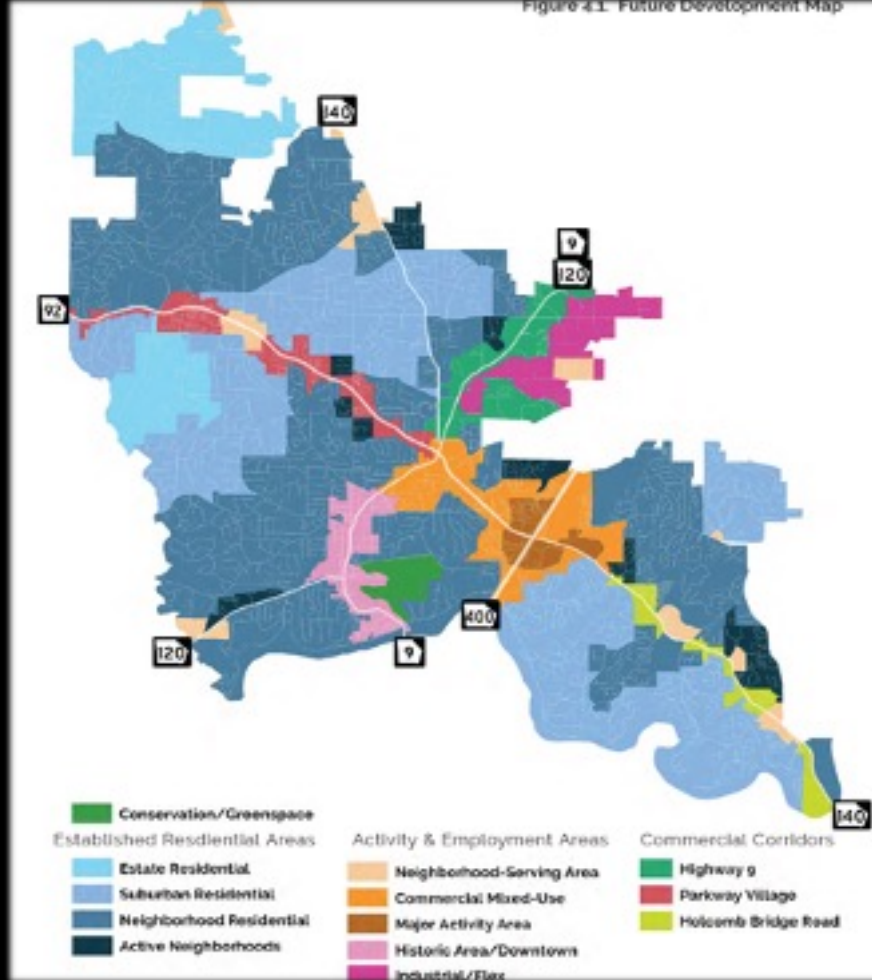 Figure 4.1. Future Development Map
140
9
120
92
400
120
9
140
Conservation/Greenspace
Established Resdiential Areas
Estate Residential
Suburban Residential
Neighborhood Residential
Active Neighborhoods
Activity & Employment Areas
Neighborhood-Serving Area
Commercial Mixed-Use
Major Activity Area
Historic Area/Downtown
Industrial/Flex
Commercial Corridors
Highway 9
Parkway Village
Holcomb Bridge Road